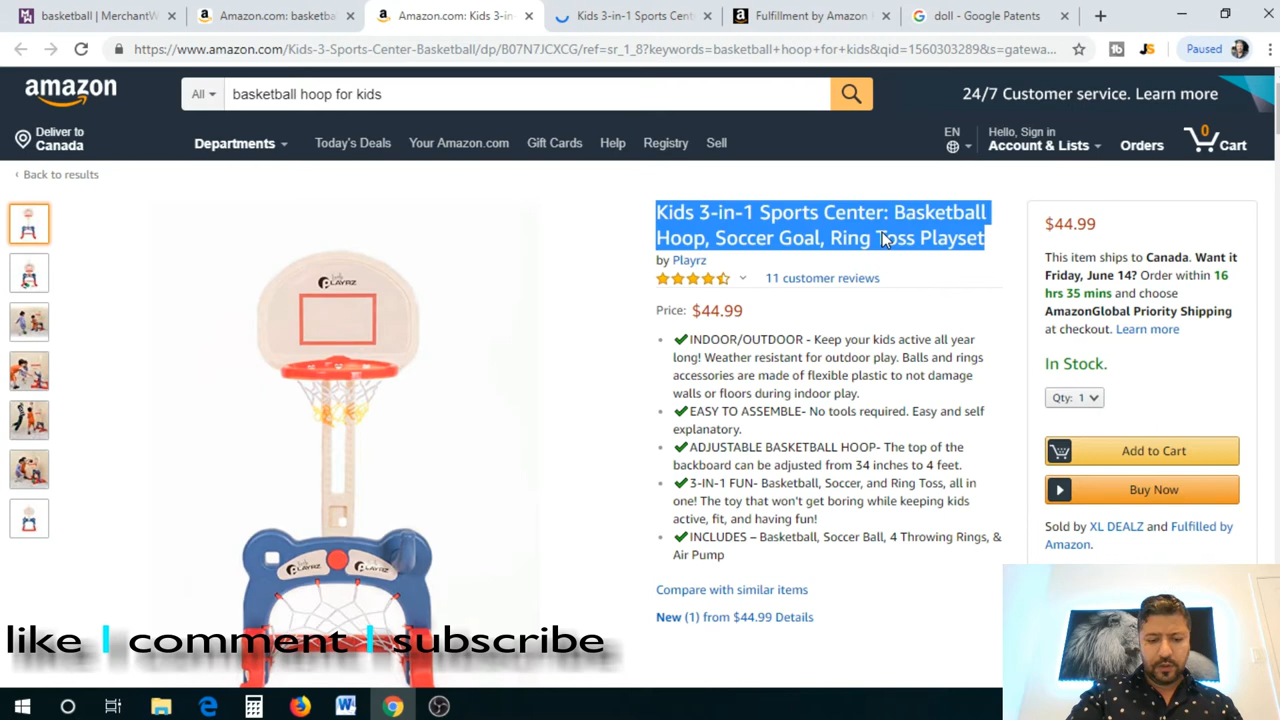 basketball | MerchantW
Amazon.com: basketba
Amazon.com: Kids 3-in-
Kids 3-in-1 Sports Cent
Fulfillment by Amazon
doll - Google Patents
https://www.amazon.com/Kids-3-Sports-Center-Basketball/dp/B07N7JCXCG/ref=sr_1_8?keywords=basketball+hoop+for+kids&qid=1560303289&s=gatewa...
Paused
amazon
All
basketball hoop for kids
24/7 Customer service. Learn more
Deliver to
Canada
Departments Today's Deals Your Amazon.com Gift Cards Help Registry Sell
EN
Hello, Sign in
Account & Lists
Orders
0
Cart
‹ Back to results
Kids 3-in-1 Sports Center: Basketball
Hoop, Soccer Goal, Ring Toss Playset
by Playrz
11 customer reviews
Price: $44.99
✔INDOOR/OUTDOOR - Keep your kids active all year
long! Weather resistant for outdoor play. Balls and rings
accessories are made of flexible plastic to not damage
walls or floors during indoor play.
✔EASY TO ASSEMBLE- No tools required. Easy and self
explanatory.
✔ADJUSTABLE BASKETBALL HOOP- The top of the
backboard can be adjusted from 34 inches to 4 feet.
✔3-IN-1 FUN- Basketball, Soccer, and Ring Toss, all in
one! The toy that won't get boring while keeping kids
active, fit, and having fun!
✔INCLUDES – Basketball, Soccer Ball, 4 Throwing Rings, &
Air Pump
Compare with similar items
New (1) from $44.99 Details
$44.99
This item ships to Canada. Want it
Friday, June 14? Order within 16
hrs 35 mins and choose
AmazonGlobal Priority Shipping
at checkout. Learn more
In Stock.
Qty: 1
Add to Cart
Buy Now
Sold by XL DEALZ and Fulfilled by
Amazon.
PLAYRZ
PLAYRZ
PLAYRZ
like | comment | subscribe